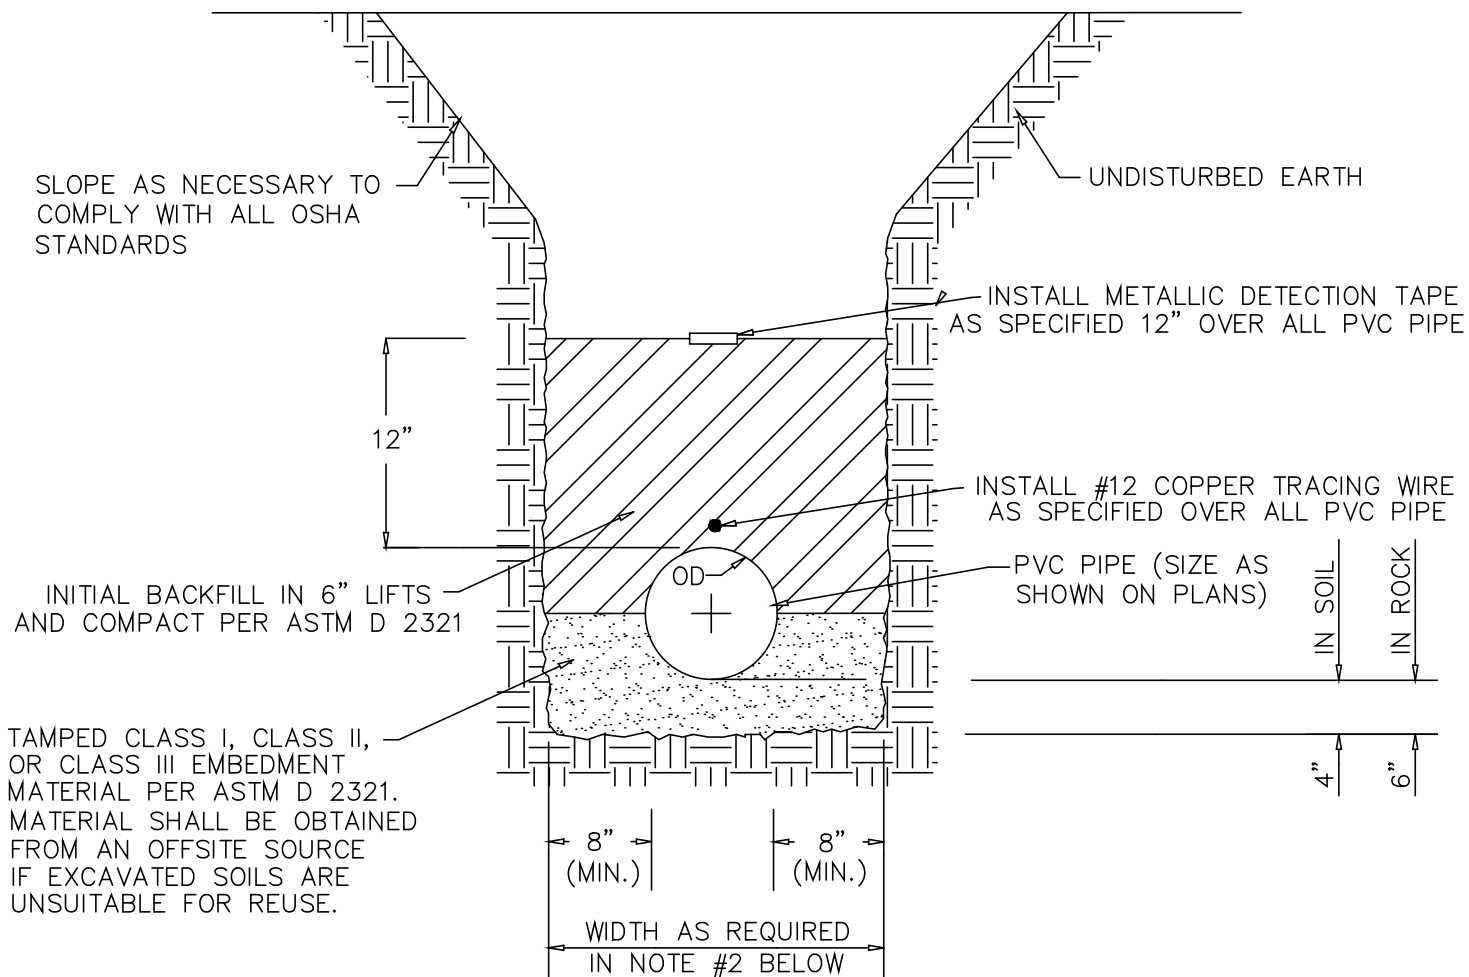 SLOPE AS NECESSARY TO
COMPLY WITH ALL OSHA
STANDARDS
UNDISTURBED EARTH
INSTALL METALLIC DETECTION TAPE
AS SPECIFIED 12” OVER ALL PVC PIPE
12”
INSTALL #12 COPPER TRACING WIRE
AS SPECIFIED OVER ALL PVC PIPE
OD
PVC PIPE (SIZE AS
SHOWN ON PLANS)
IN SOIL
IN ROCK
INITIAL BACKFILL IN 6” LIFTS
AND COMPACT PER ASTM D 2321
TAMPED CLASS I, CLASS II,
OR CLASS III EMBEDMENT
MATERIAL PER ASTM D 2321.
MATERIAL SHALL BE OBTAINED
FROM AN OFFSITE SOURCE
IF EXCAVATED SOILS ARE
UNSUITABLE FOR REUSE.
4”
6”
8”
(MIN.)
8”
(MIN.)
WIDTH AS REQUIRED
IN NOTE #2 BELOW